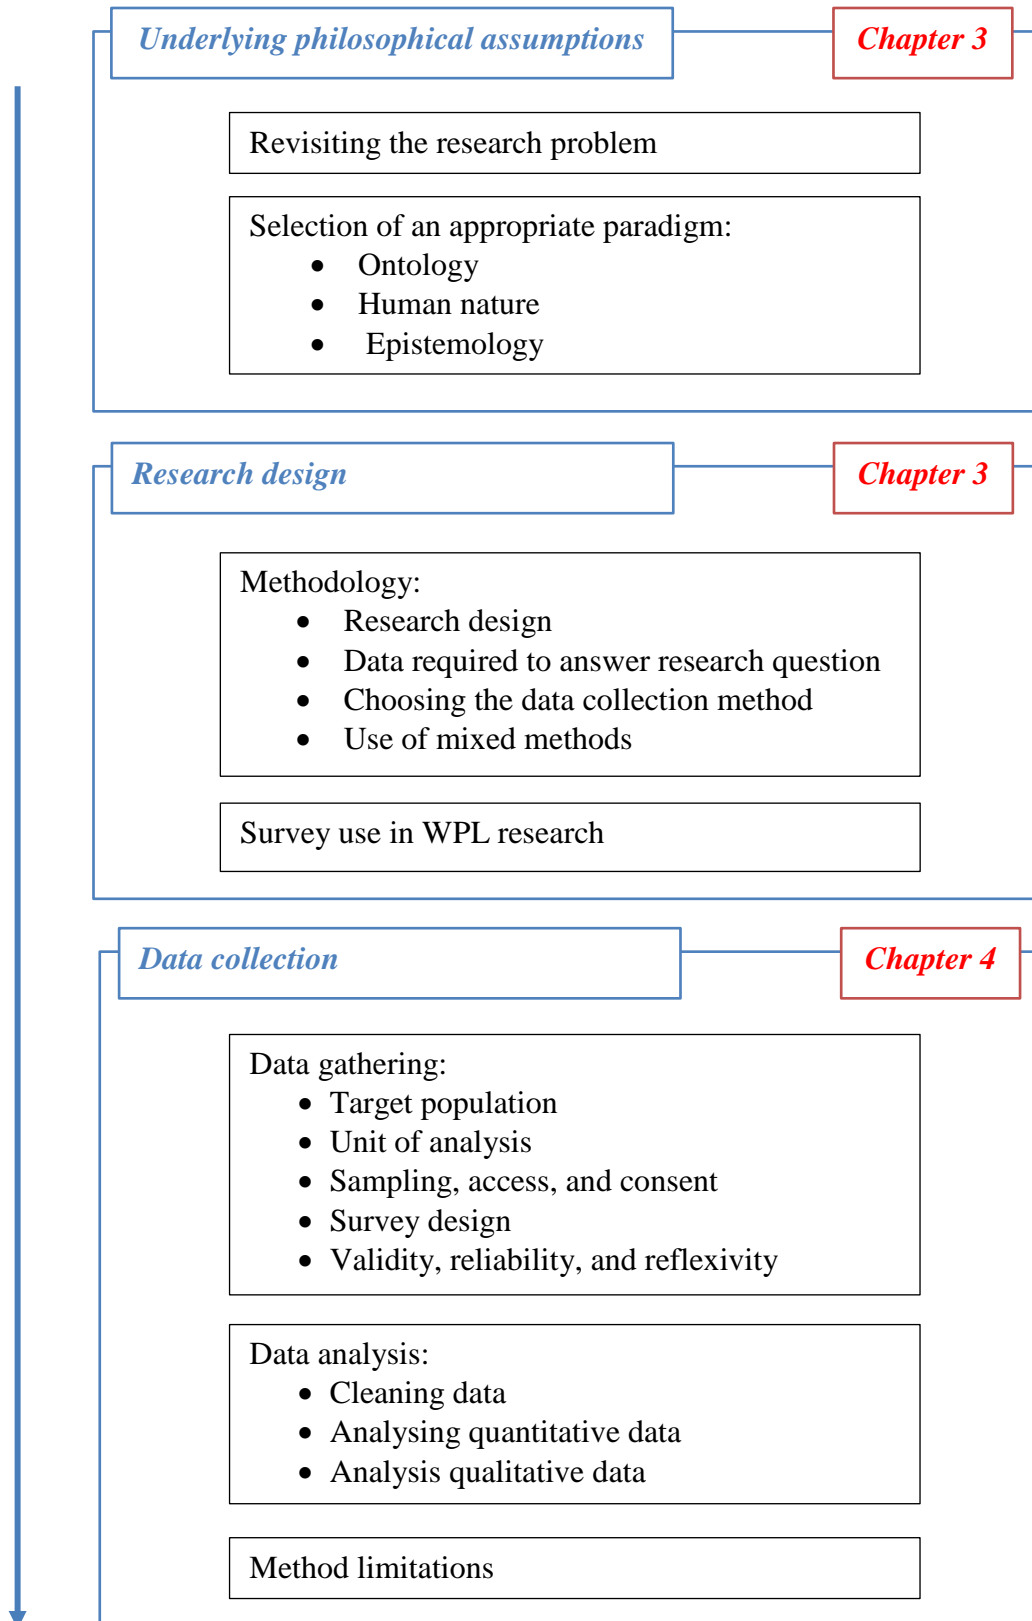 Underlying philosophical assumptions
Chapter 3
Revisiting the research problem
Selection of an appropriate paradigm:
• Ontology
• Human nature
• Epistemology
Research design
Chapter 3
Methodology:
• Research design
• Data required to answer research question
• Choosing the data collection method
• Use of mixed methods
Survey use in WPL research
Data collection
Chapter 4
Data gathering:
• Target population
• Unit of analysis
• Sampling, access, and consent
• Survey design
• Validity, reliability, and reflexivity
Data analysis:
• Cleaning data
• Analysing quantitative data
• Analysis qualitative data
Method limitations